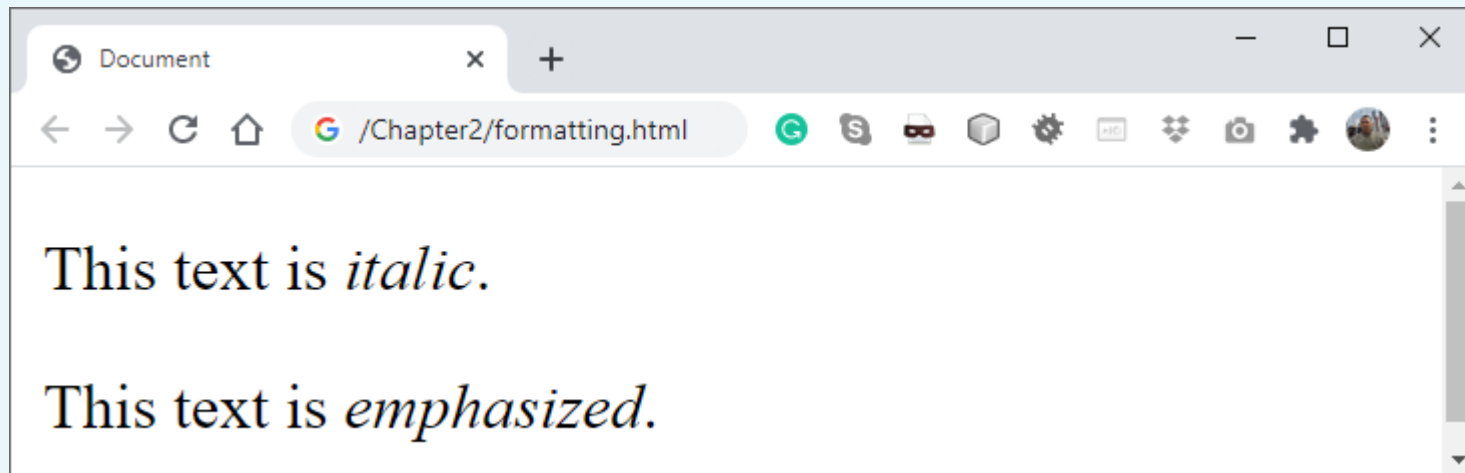 Document
/Chapter2/formatting.html
This text is italic.
This text is emphasized.